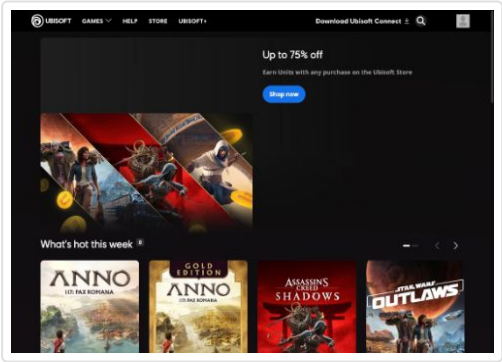 UBISOFT GAMES HELP STORE UBISOFT+ Download Ubisoft Connect
Up to 75% off
Earn Units with any purchase on the Ubisoft Store
Shop now
What's hot this week
ANNO
117: PAX ROMANA
GOLD
EDITION
ANNO
117: PAX ROMANA
ASSASSIN'S
CREED
SHADOWS
STAR WARS
OUTLAWS